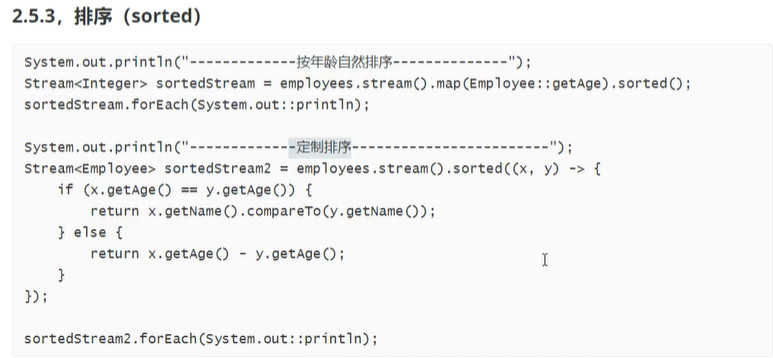 2.5.3，排序（sorted）
System.out.println("-------------按年龄自然排序--------------");
Stream<Integer> sortedStream = employees.stream().map(Employee::getAge).sorted();
sortedStream.forEach(System.out::println);
System.out.println("-------------定制排序------------------------");
Stream<Employee> sortedStream2 = employees.stream().sorted((x, y) -> {
    if (x.getAge() == y.getAge()) {
        return x.getName().compareTo(y.getName());
    } else {
        return x.getAge() - y.getAge();
    }
});
sortedStream2.forEach(System.out::println);